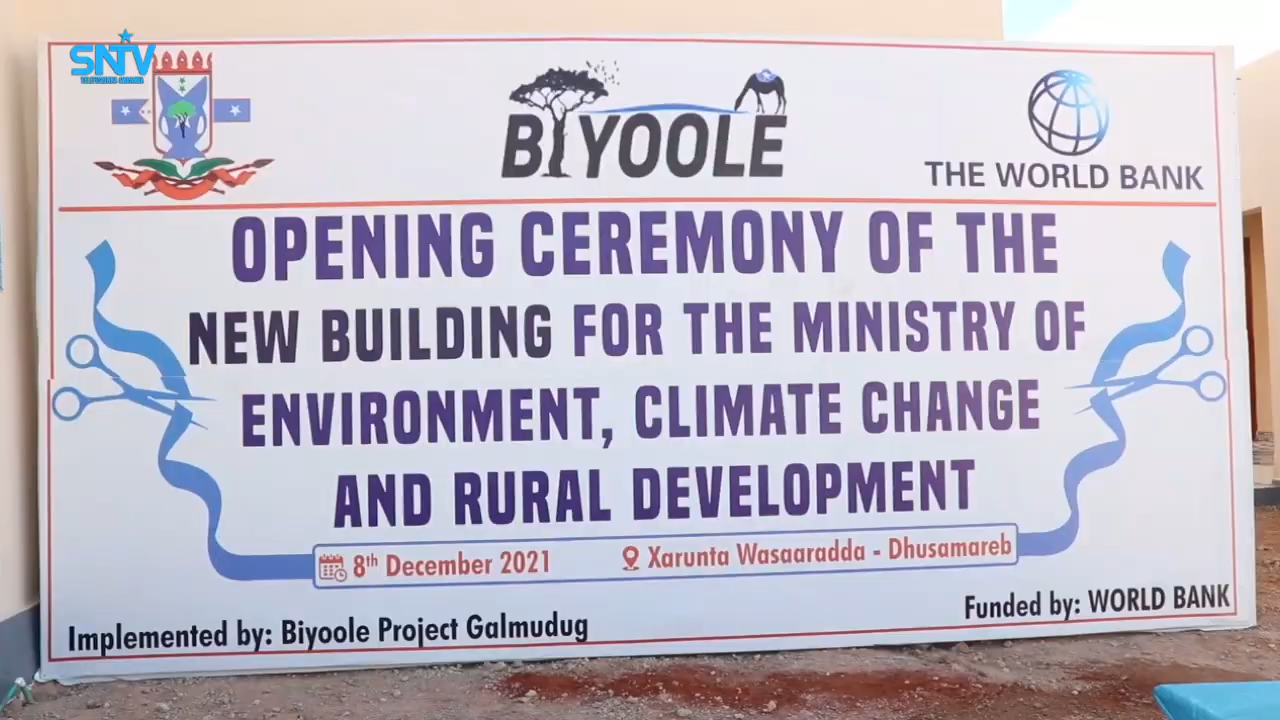 SNTV
BIYOOLE
THE WORLD BANK
OPENING CEREMONY OF THE
NEW BUILDING FOR THE MINISTRY OF
ENVIRONMENT, CLIMATE CHANGE
AND RURAL DEVELOPMENT
8th December 2021
Xarunta Wasaaradda - Dhusamareb
Implemented by: Biyoole Project Galmudug
Funded by: WORLD BANK